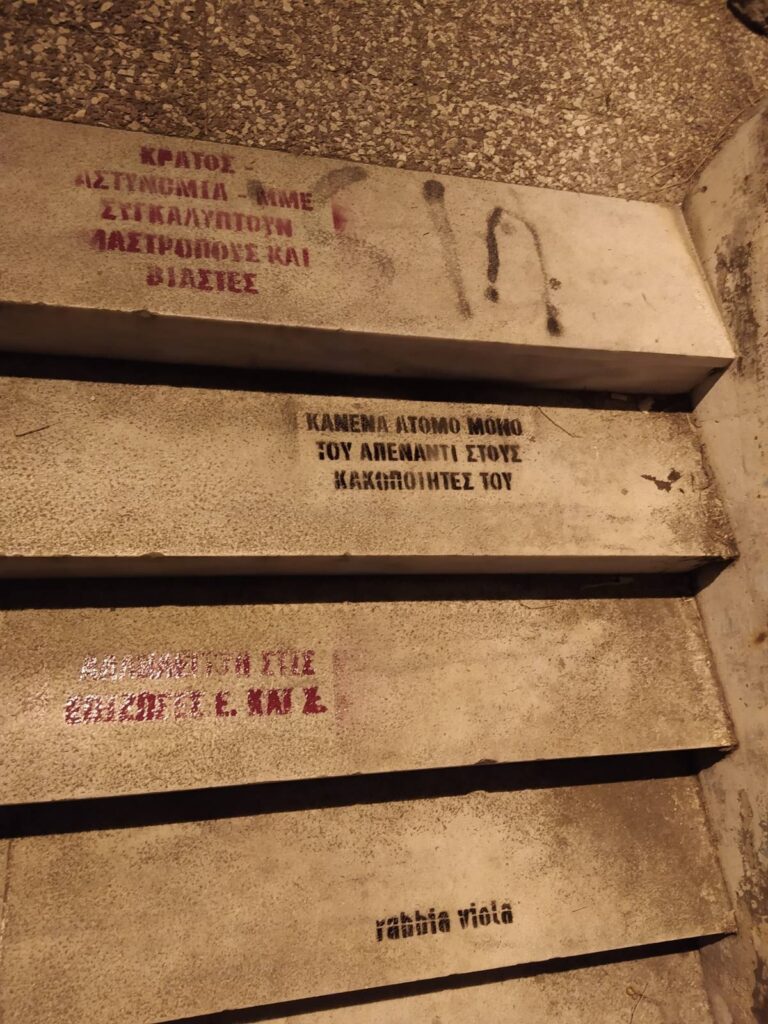 ΚΡΑΤΟΣ -
ΑΣΤΥΝΟΜΙΑ - ΜΜΕ
ΣΥΓΚΑΛΥΠΤΟΥΝ
ΜΑΣΤΡΟΠΟΥΣ ΚΑΙ
ΒΙΑΣΤΕΣ
ΚΑΝΕΝΑ ΑΤΟΜΟ ΜΟΝΟ
ΤΟΥ ΑΠΕΝΑΝΤΙ ΣΤΟΥΣ
ΚΑΚΟΠΟΙΗΤΕΣ ΤΟΥ
ΑΛΛΗΛΕΓΓΥΗ ΣΤΙΣ
ΕΠΙΖΩΣΕΣ Ε. ΚΑΙ Ζ.
rabbia viola